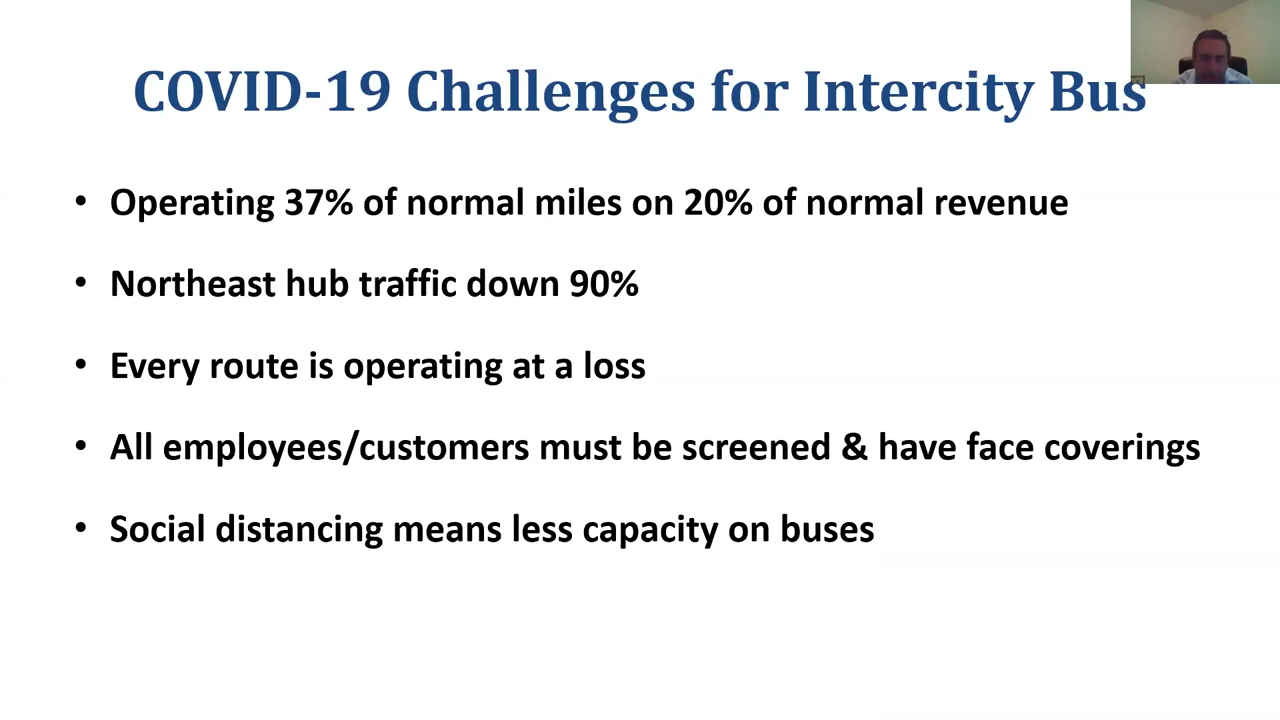 COVID-19 Challenges for Intercity Bus
• Operating 37% of normal miles on 20% of normal revenue
• Northeast hub traffic down 90%
• Every route is operating at a loss
• All employees/customers must be screened & have face coverings
• Social distancing means less capacity on buses